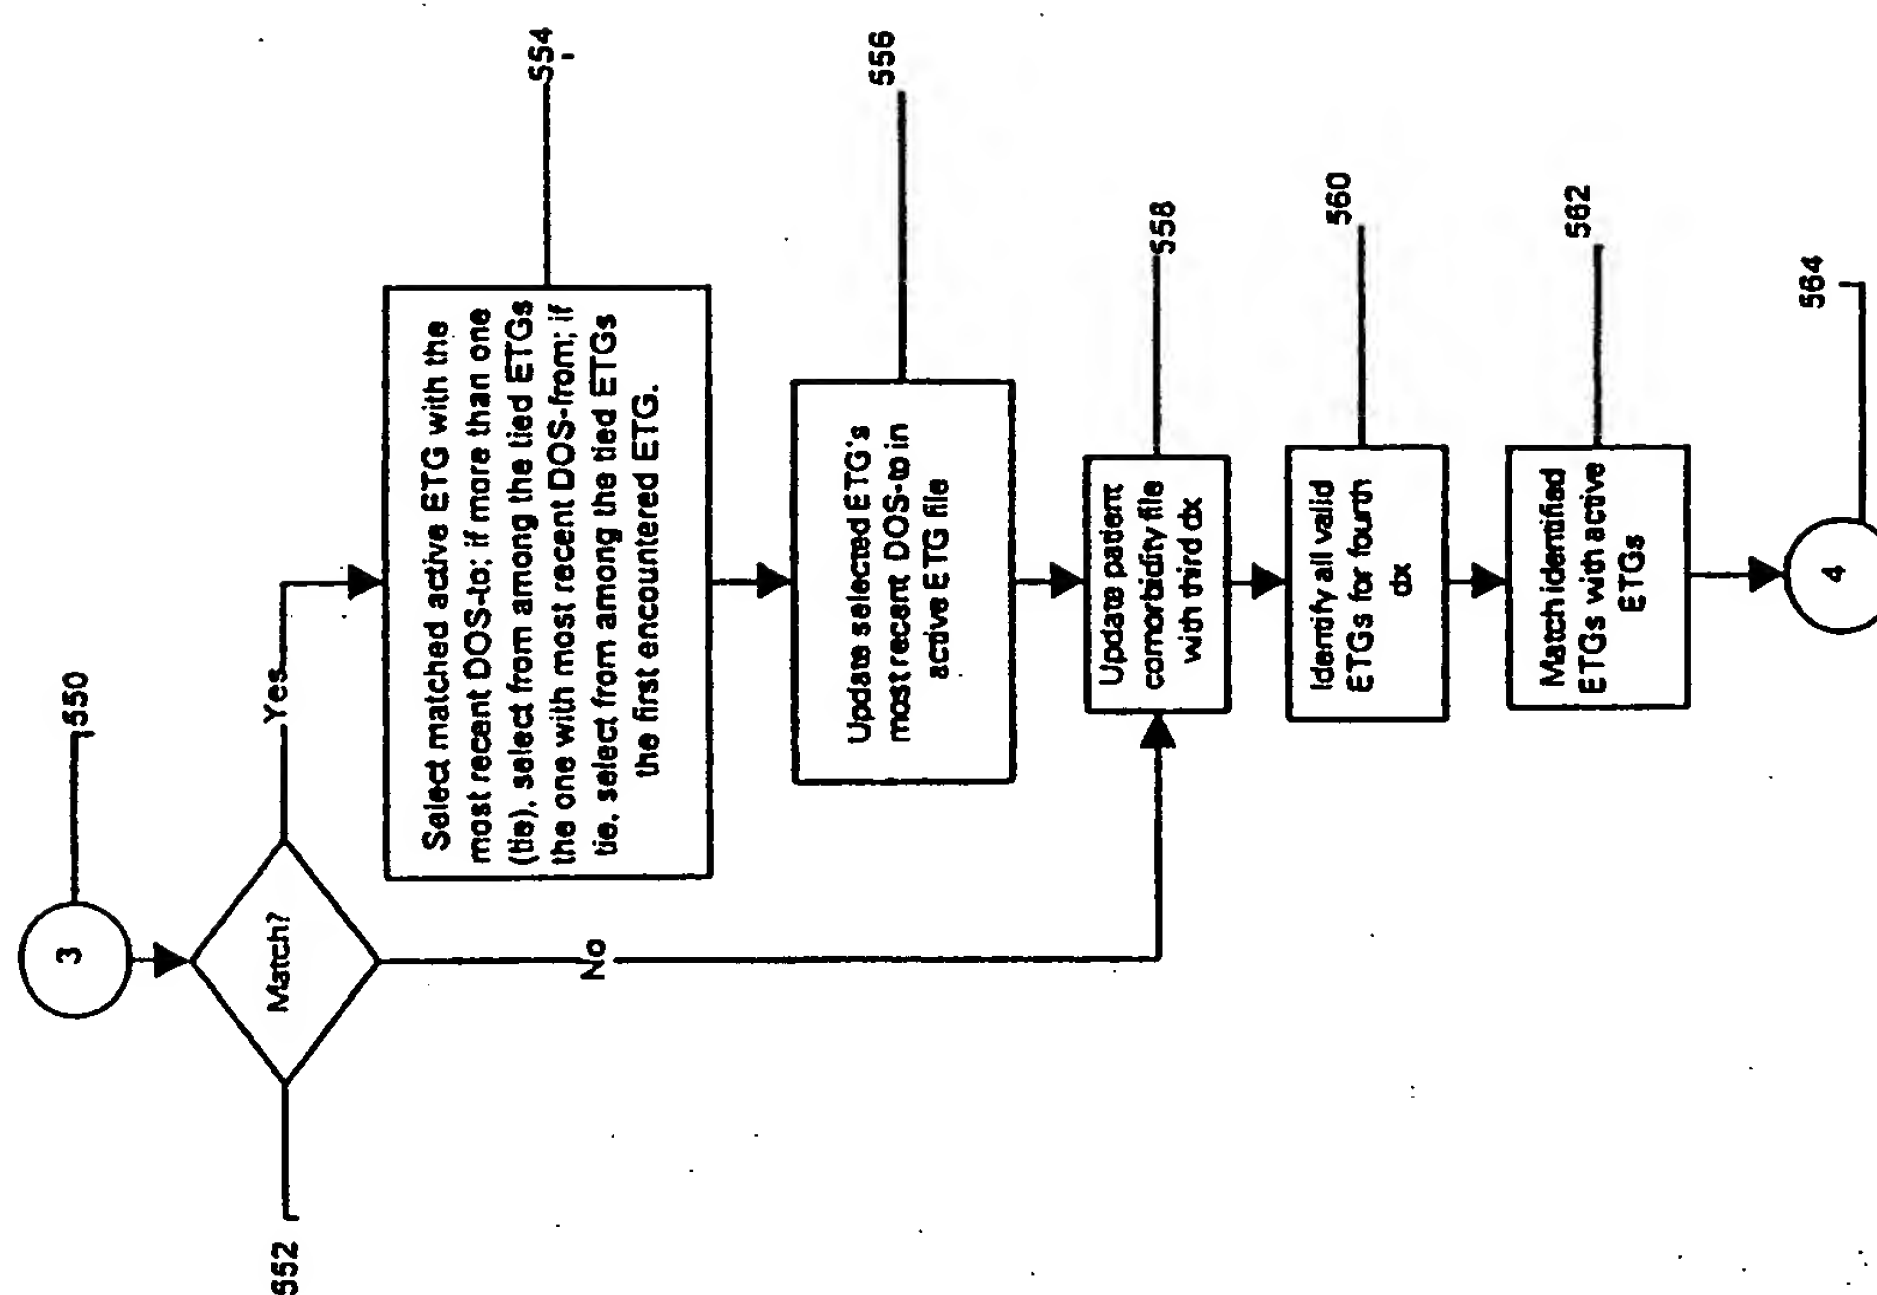 3
550
Match?
552
Yes
No
Select matched active ETG with the
most recent DOS-to; if more than one
(tie), select from among the tied ETGs
the one with most recent DOS-from; if
tie, select from among the tied ETGs
the first encountered ETG.
554
Update selected ETG's
most recent DOS-to in
active ETG file
556
Update patient
comorbidity file
with third dx
558
Identify all valid
ETGs for fourth
dx
560
Match identified
ETGs with active
ETGs
562
4
564